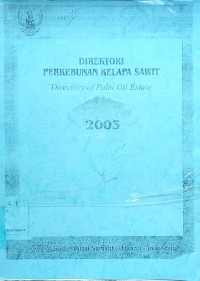 DIREKTORI
PERKEBUNAN KELAPA SAWIT
Directory of Palm Oil Estate
2003